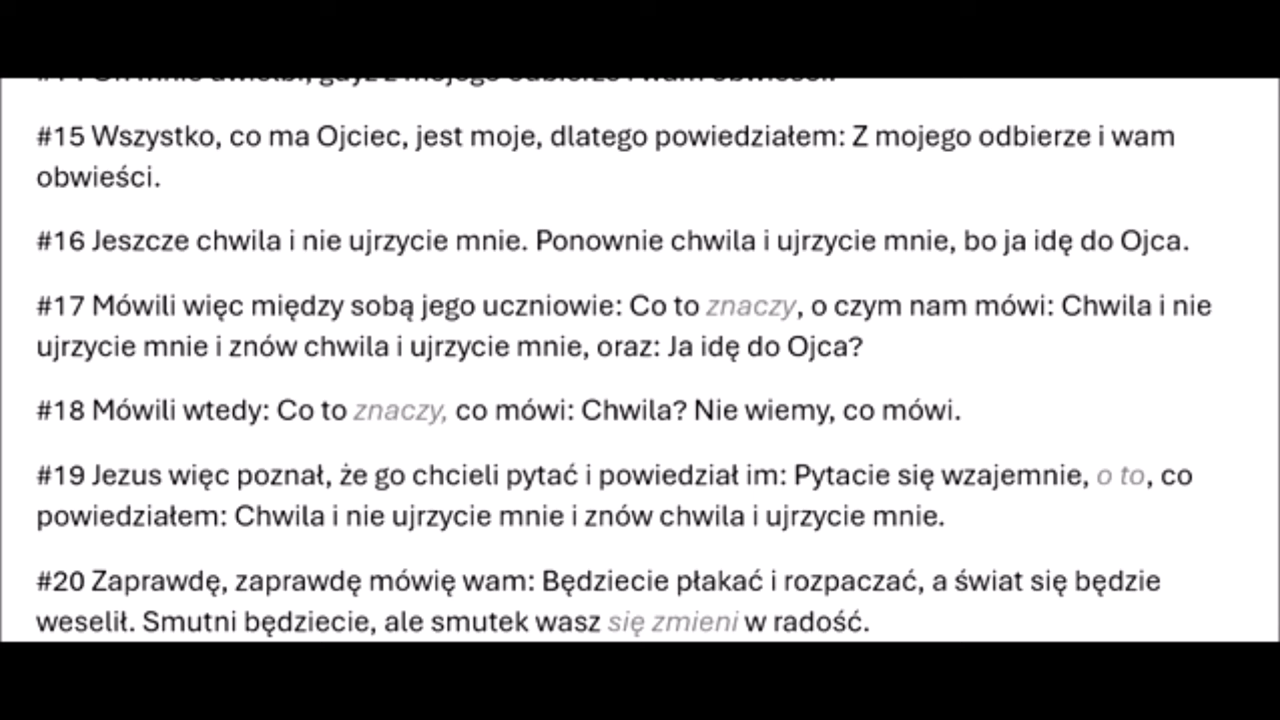 #15 Wszystko, co ma Ojciec, jest moje, dlatego powiedziałem: Z mojego odbierze i wam
obwieści.
#16 Jeszcze chwila i nie ujrzycie mnie. Ponownie chwila i ujrzycie mnie, bo ja idę do Ojca.
#17 Mówili więc między sobą jego uczniowie: Co to znaczy, o czym nam mówi: Chwila i nie
ujrzycie mnie i znów chwila i ujrzycie mnie, oraz: Ja idę do Ojca?
#18 Mówili wtedy: Co to znaczy, co mówi: Chwila? Nie wiemy, co mówi.
#19 Jezus więc poznał, że go chcieli pytać i powiedział im: Pytacie się wzajemnie, o to, co
powiedziałem: Chwila i nie ujrzycie mnie i znów chwila i ujrzycie mnie.
#20 Zaprawdę, zaprawdę mówię wam: Będziecie płakać i rozpaczać, a świat się będzie
weselił. Smutni będziecie, ale smutek wasz się zmieni w radość.